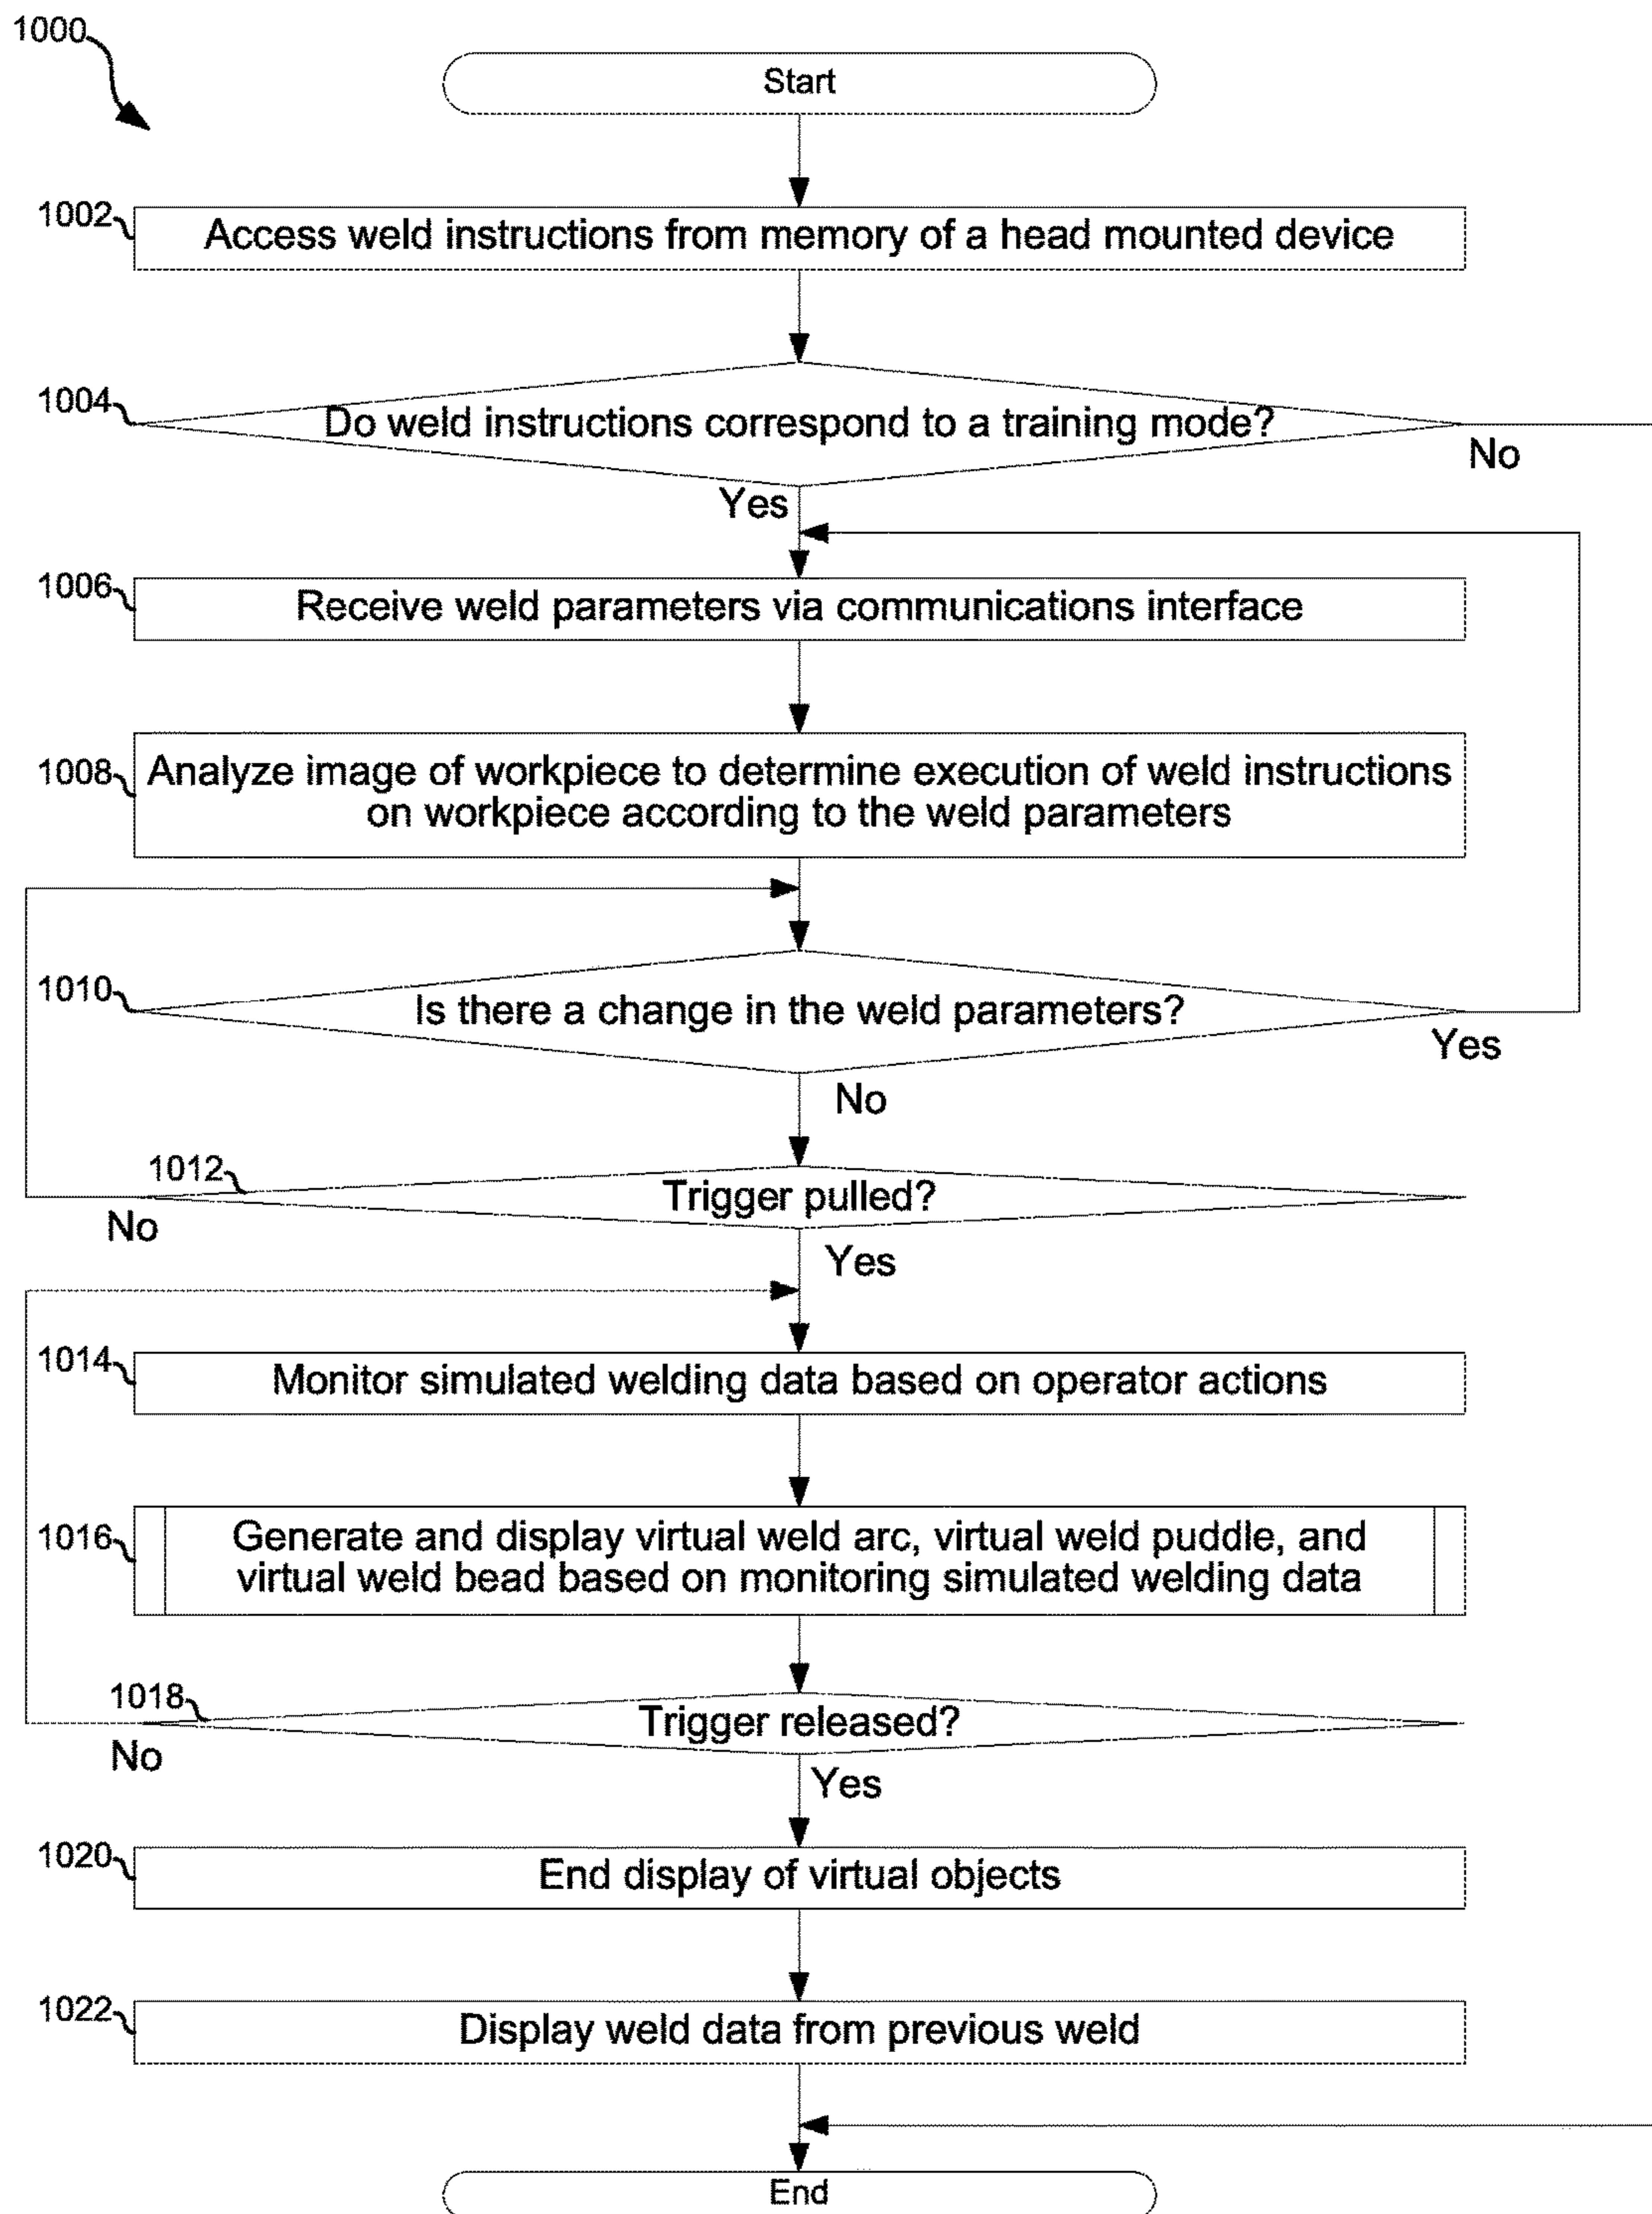 1000
Start
1002
Access weld instructions from memory of a head mounted device
1004
Do weld instructions correspond to a training mode?
No
Yes
1006
Receive weld parameters via communications interface
1008
Analyze image of workpiece to determine execution of weld instructions
on workpiece according to the weld parameters
1010
Is there a change in the weld parameters?
Yes
No
1012
Trigger pulled?
No
Yes
1014
Monitor simulated welding data based on operator actions
1016
Generate and display virtual weld arc, virtual weld puddle, and
virtual weld bead based on monitoring simulated welding data
1018
Trigger released?
No
Yes
1020
End display of virtual objects
1022
Display weld data from previous weld
End